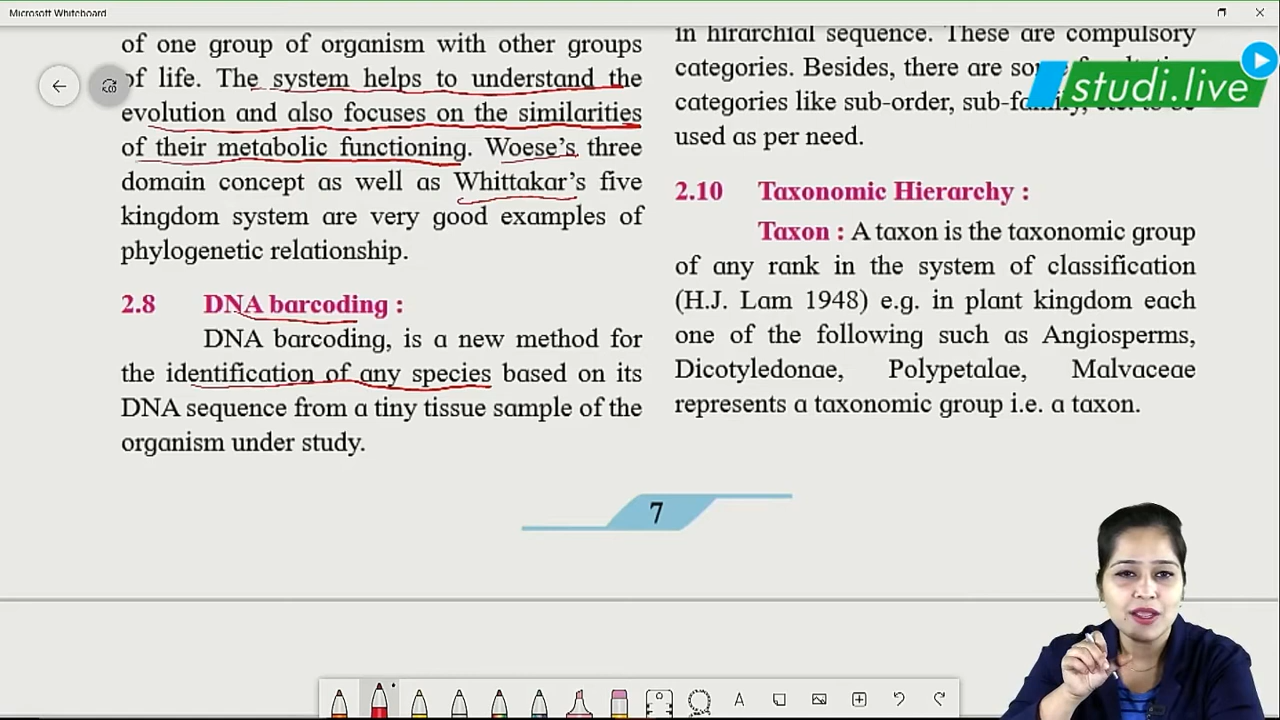 Microsoft Whiteboard
of one group of organism with other groups
of life. The system helps to understand the
evolution and also focuses on the similarities
of their metabolic functioning. Woese's three
domain concept as well as Whittakar's five
kingdom system are very good examples of
phylogenetic relationship.
2.8 DNA barcoding :
DNA barcoding, is a new method for
the identification of any species based on its
DNA sequence from a tiny tissue sample of the
organism under study.
in hirarchial sequence. These are compulsory
categories. Besides, there are
categories like sub-order, sub-family, etc. to be
used as per need.
studi.live
2.10 Taxonomic Hierarchy :
Taxon : A taxon is the taxonomic group
of any rank in the system of classification
(H.J. Lam 1948) e.g. in plant kingdom each
one of the following such as Angiosperms,
Dicotyledonae, Polypetalae, Malvaceae
represents a taxonomic group i.e. a taxon.
7